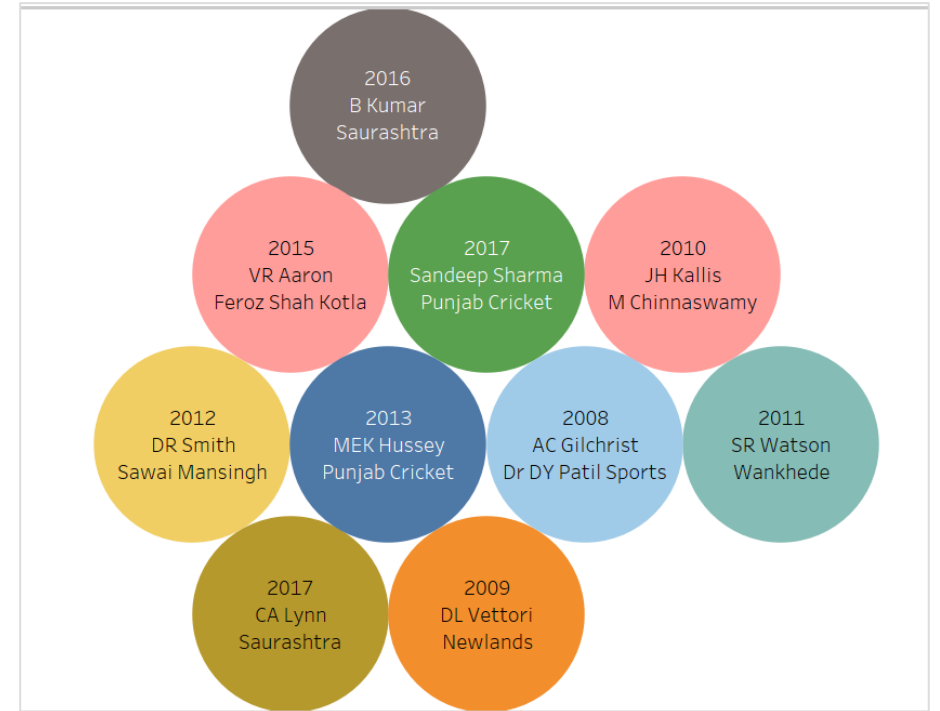 2016
B Kumar
Saurashtra
2015
VR Aaron
Feroz Shah Kotla
2017
Sandeep Sharma
Punjab Cricket
2010
JH Kallis
M Chinnaswamy
2012
DR Smith
Sawai Mansingh
2013
MEK Hussey
Punjab Cricket
2008
AC Gilchrist
Dr DY Patil Sports
2011
SR Watson
Wankhede
2017
CA Lynn
Saurashtra
2009
DL Vettori
Newlands